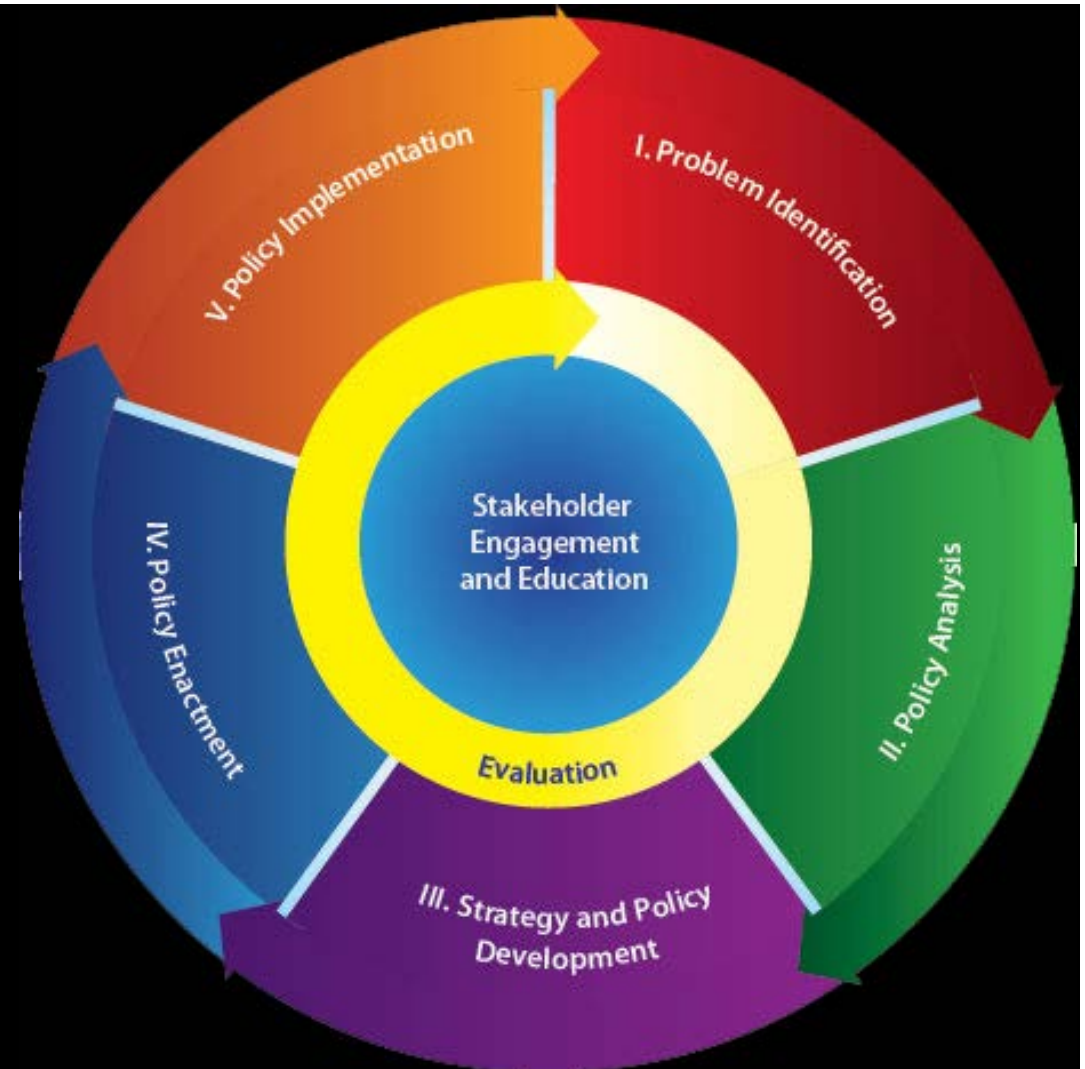 I. Problem Identification
II. Policy Analysis
III. Strategy and Policy
Development
IV. Policy Enactment
V. Policy Implementation
Evaluation
Stakeholder
Engagement
and Education